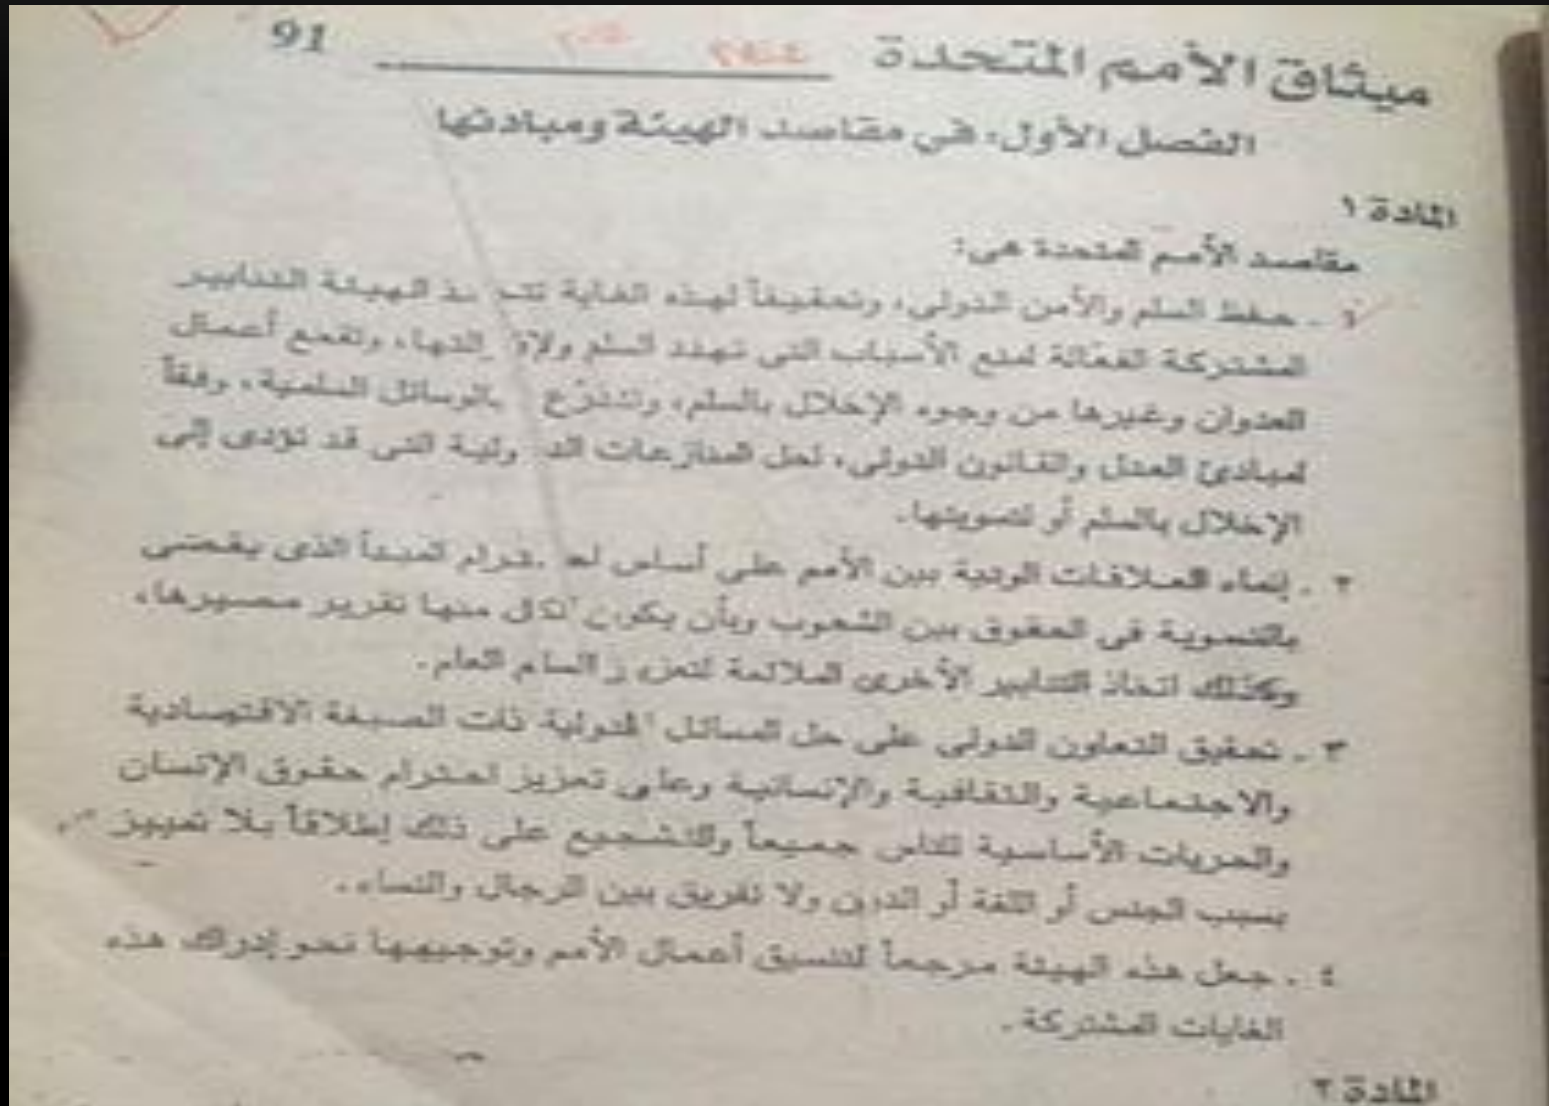 ميثاق الأمم المتحدة 91
الفصل الأول، في مقاصد الهيئة ومبادئها
المادة ١
مقاصد الأمم المتحدة هي:
١ - حفظ السلم والأمن الدولي، وتحقيقاً لهذه الغاية تتخذ الهيئة التدابير
المشتركة الفعّالة لمنع الأسباب التي تهدد السلم ولإزالتها، وتقمع أعمال
العدوان وغيرها من وجوه الإخلال بالسلم، وتتذرّع بالوسائل السلمية، وفقاً
لمبادئ العدل والقانون الدولي، لحل المنازعات الدولية التي قد تؤدي إلى
الإخلال بالسلم أو لتسويتها.
٢ - إنماء العلاقات الودية بين الأمم على أساس احترام المبدأ الذي يقضي
بالتسوية في الحقوق بين الشعوب وبأن يكون لكل منها تقرير مصيرها،
وكذلك اتخاذ التدابير الأخرى الملائمة لتعزيز السلم العام.
٣ - تحقيق التعاون الدولي على حل المسائل الدولية ذات الصبغة الاقتصادية
والاجتماعية والثقافية والإنسانية وعلى تعزيز احترام حقوق الإنسان
والحريات الأساسية للناس جميعاً والتشجيع على ذلك إطلاقاً بلا تمييز
بسبب الجنس أو اللغة أو الدين ولا تفريق بين الرجال والنساء.
٤ - جعل هذه الهيئة مرجعاً لتنسيق أعمال الأمم وتوجيهها نحو إدراك هذه
الغايات المشتركة.
المادة ٢